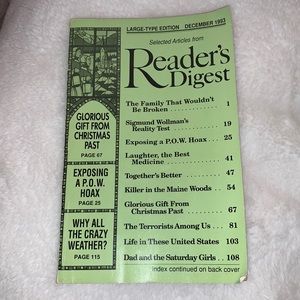 LARGE-TYPE EDITION DECEMBER 1993
Selected Articles from
Reader's
Digest
The Family That Wouldn't
Be Broken 1
Sigmund Wollman's
Reality Test 19
Exposing a P.O.W. Hoax 25
Laughter, the Best
Medicine 41
Together's Better 47
Killer in the Maine Woods 54
Glorious Gift From
Christmas Past 67
The Terrorists Among Us 81
Life in These United States 103
Dad and the Saturday Girls 108
Index continued on back cover
GLORIOUS
GIFT FROM
CHRISTMAS
PAST
PAGE 67
EXPOSING
A P.O.W.
HOAX
PAGE 25
WHY ALL
THE CRAZY
WEATHER?
PAGE 115